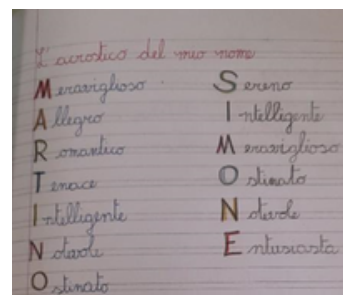 L'acrostico del mio nome
Meraviglioso
Allegro
Romantico
Tenace
Intelligente
Notevole
Ostinato
Sereno
Intelligente
Meraviglioso
Ostinato
Notevole
Entusiasta